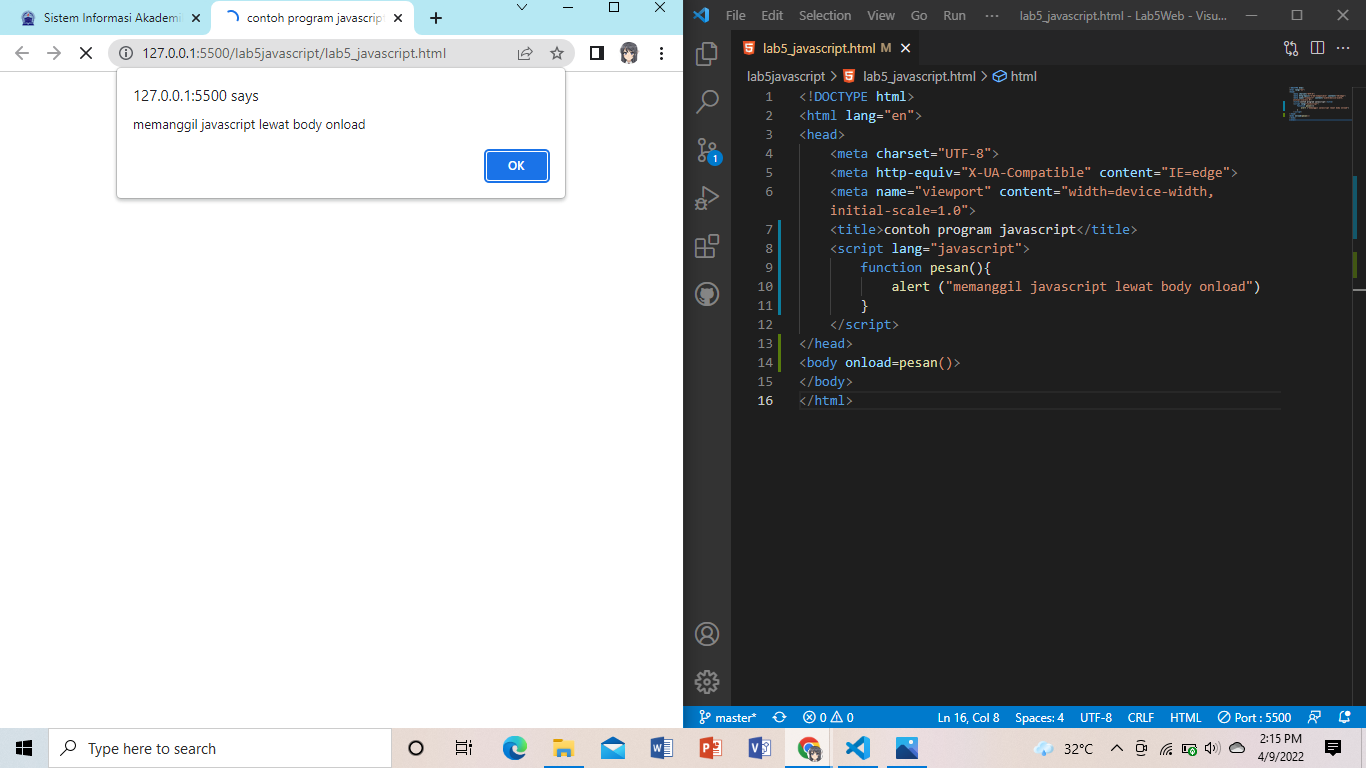 Sistem Informasi Akademi
contoh program javascript
127.0.0.1:5500/lab5javascript/lab5_javascript.html
127.0.0.1:5500 says
memanggil javascript lewat body onload
OK
File Edit Selection View Go Run ··· lab5_javascript.html - Lab5Web - Visu...
lab5_javascript.html M
lab5javascript > lab5_javascript.html > html
1 <!DOCTYPE html>
2 <html lang="en">
3 <head>
4 <meta charset="UTF-8">
5 <meta http-equiv="X-UA-Compatible" content="IE=edge">
6 <meta name="viewport" content="width=device-width,
initial-scale=1.0">
7 <title>contoh program javascript</title>
8 <script lang="javascript">
9 function pesan(){
10 alert ("memanggil javascript lewat body onload")
11 }
12 </script>
13 </head>
14 <body onload=pesan()>
15 </body>
16 </html>
1
master* 0 0 Ln 16, Col 8 Spaces: 4 UTF-8 CRLF HTML Port : 5500
Type here to search
32°C
2:15 PM
4/9/2022